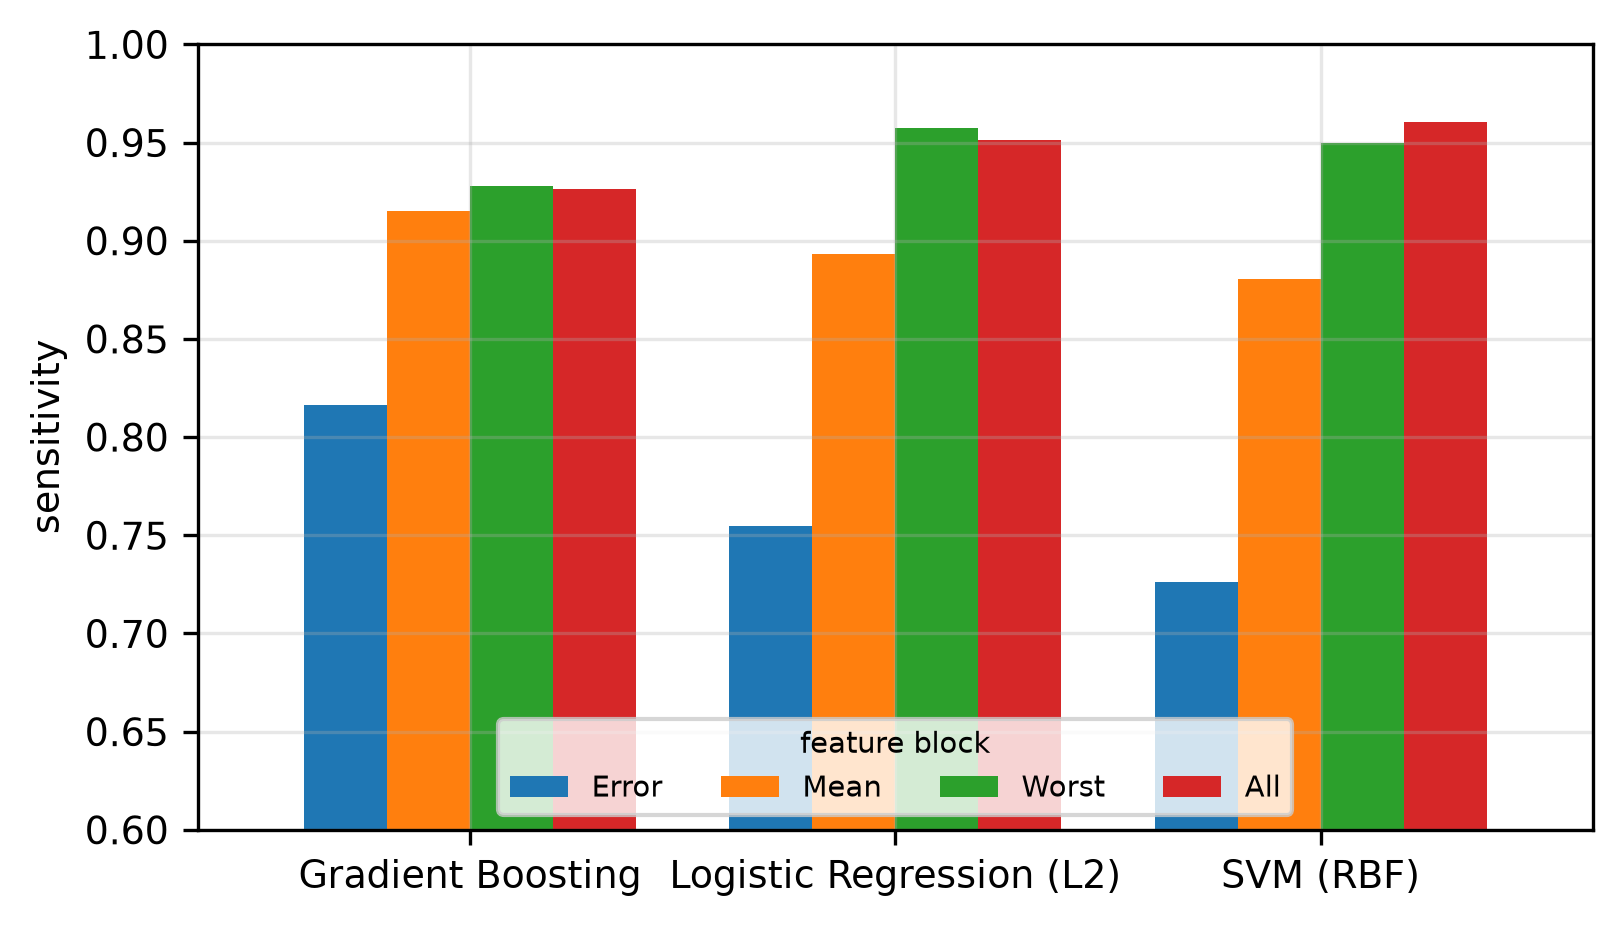 1.00
0.95
0.90
0.85
0.80
0.75
0.70
0.65
0.60
sensitivity
feature block
Error Mean Worst All
Gradient Boosting Logistic Regression (L2) SVM (RBF)